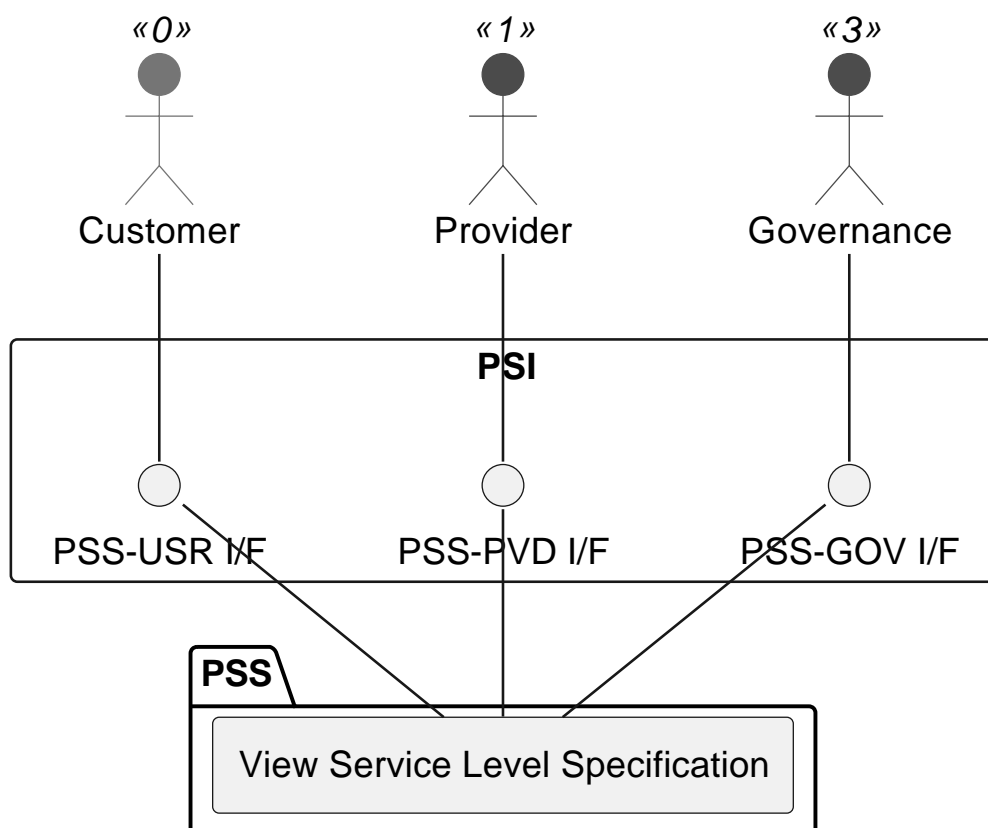 «0» «1» «3»
Customer Provider Governance
PSI
PSS-USR I/F PSS-PVD I/F PSS-GOV I/F
PSS
View Service Level Specification